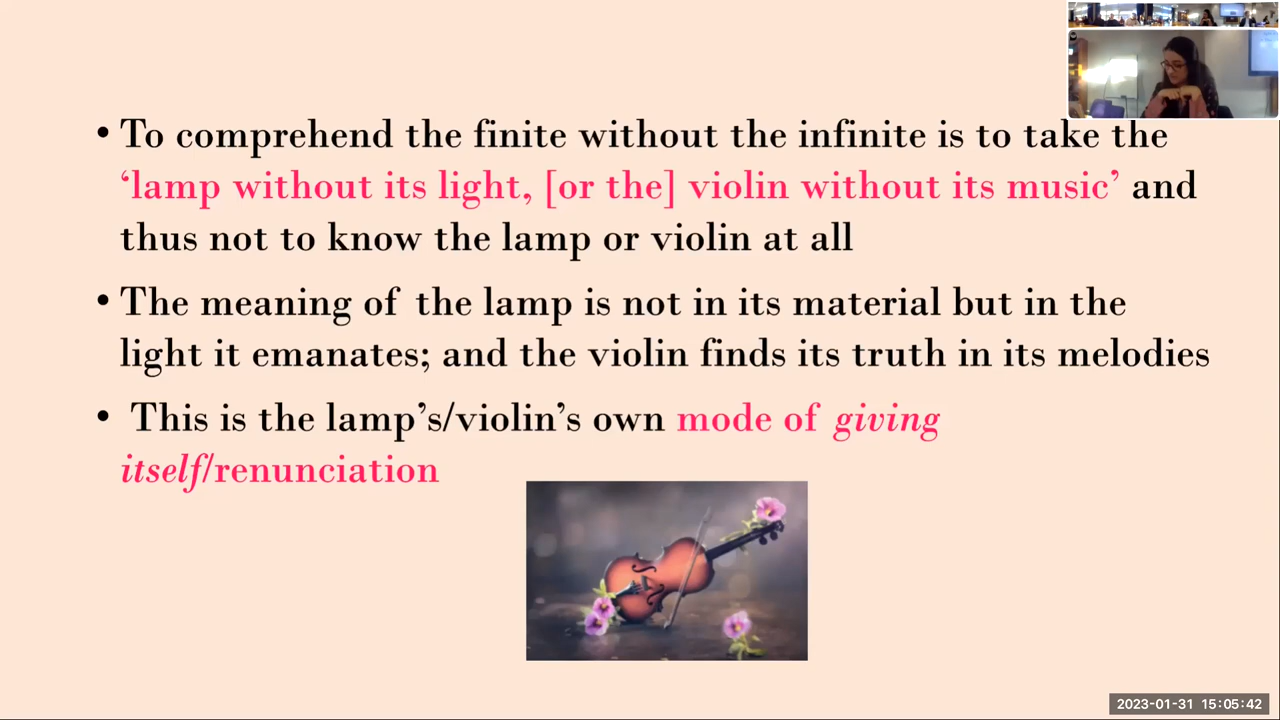 • To comprehend the finite without the infinite is to take the
‘lamp without its light, [or the] violin without its music’ and
thus not to know the lamp or violin at all
• The meaning of the lamp is not in its material but in the
light it emanates; and the violin finds its truth in its melodies
• This is the lamp’s/violin’s own mode of giving
itself/renunciation
2023-01-31 15:05:42